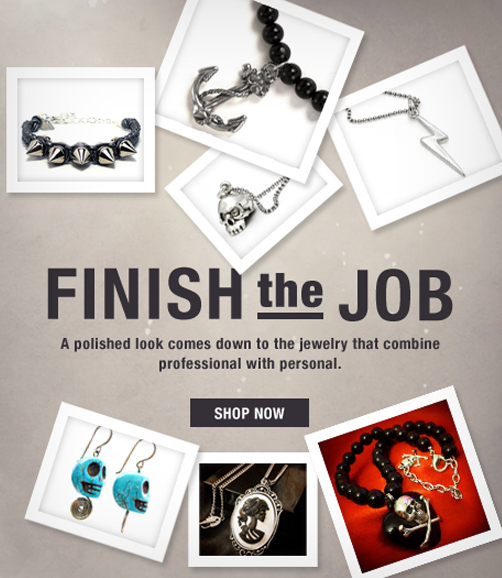 FINISH the JOB
A polished look comes down to the jewelry that combine
professional with personal.
SHOP NOW